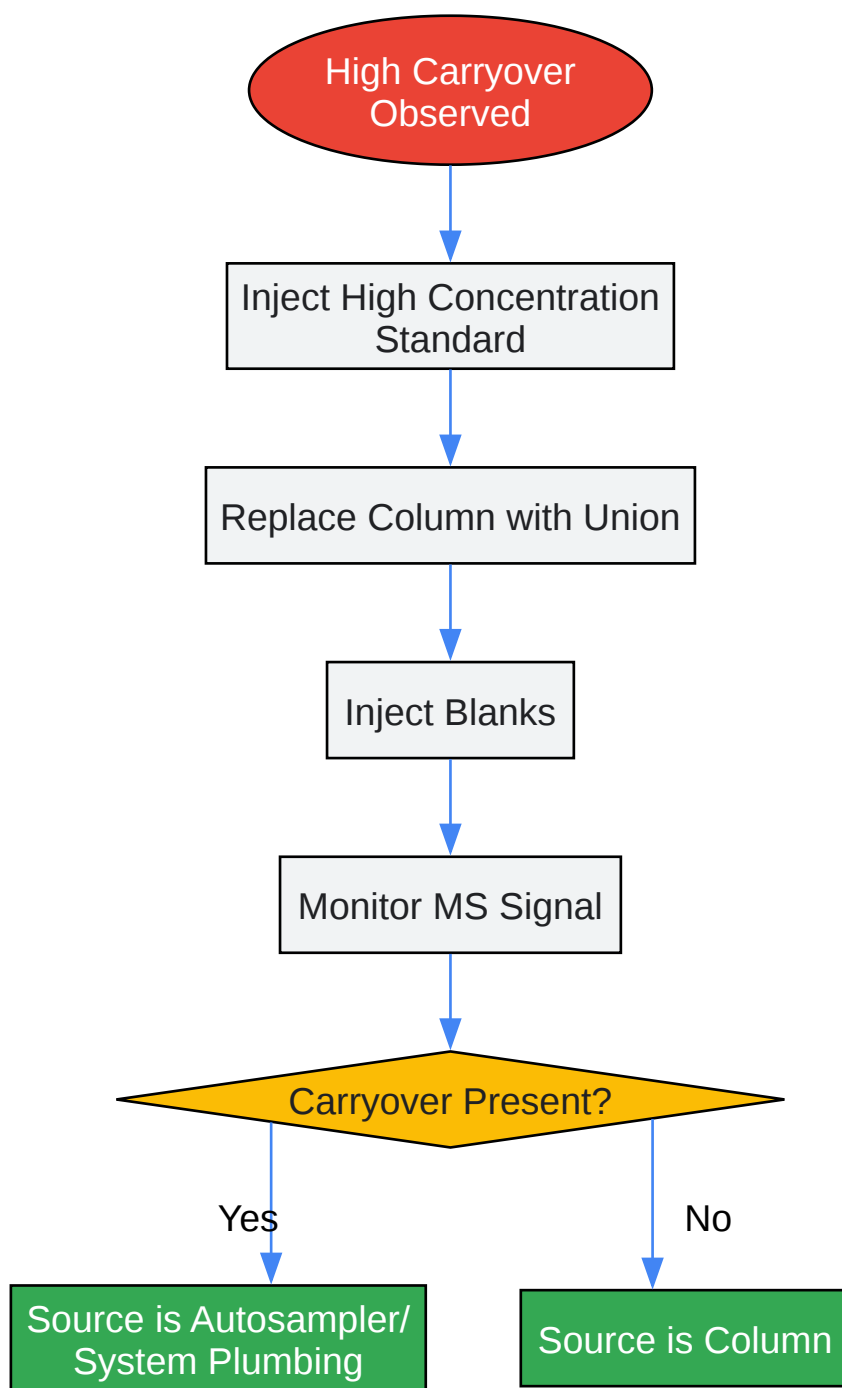 High Carryover
Observed
Inject High Concentration
Standard
Replace Column with Union
Inject Blanks
Monitor MS Signal
Carryover Present?
Yes
No
Source is Autosampler/
System Plumbing
Source is Column